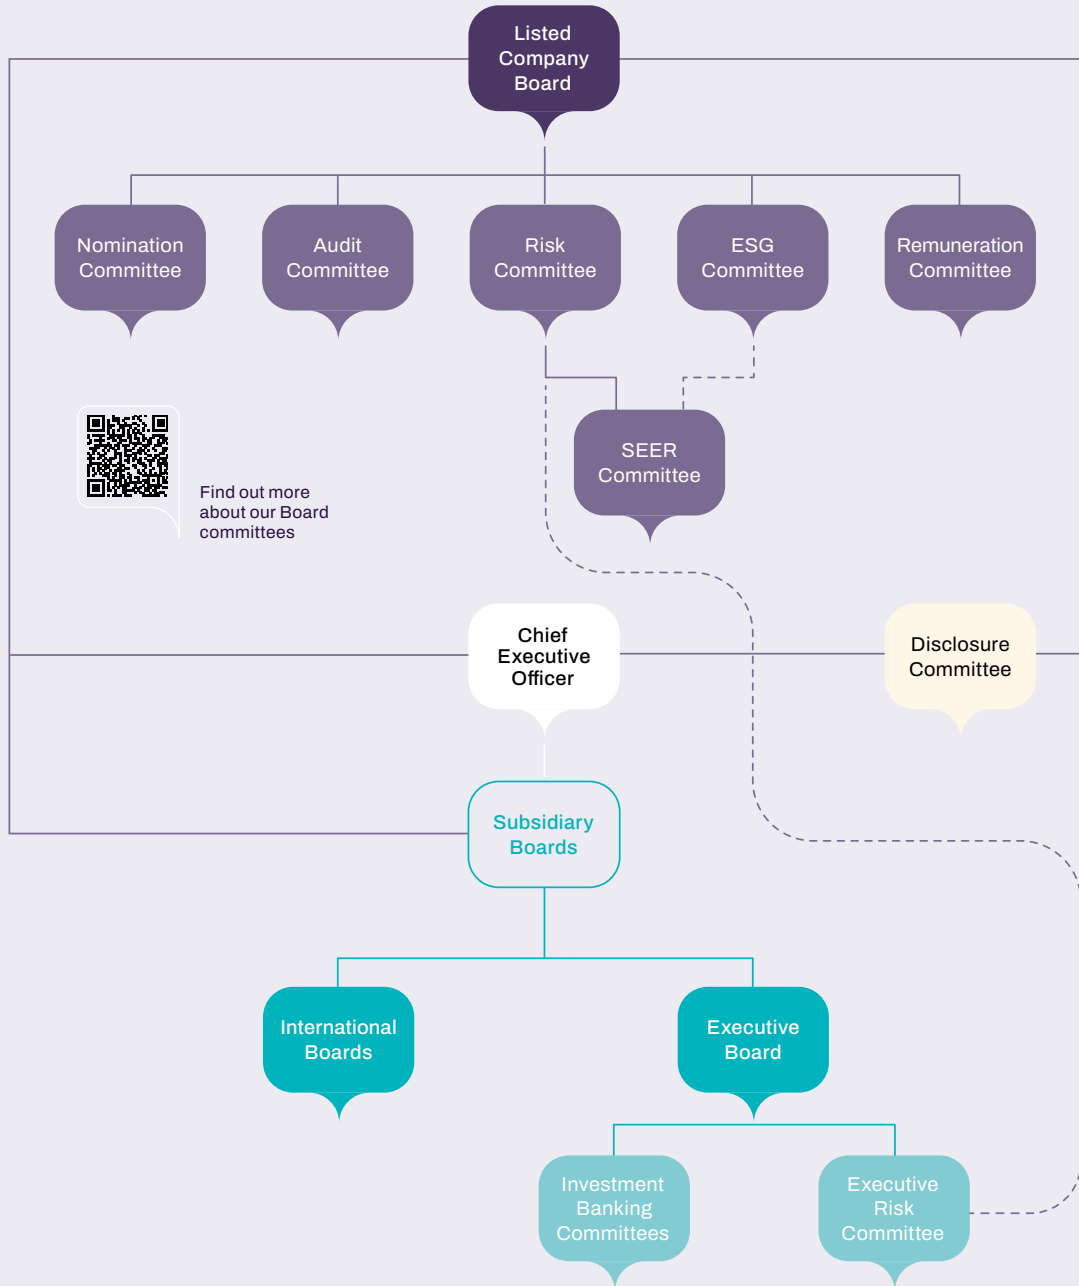 Listed
Company
Board
Nomination
Committee
Audit
Committee
Risk
Committee
ESG
Committee
Remuneration
Committee
SEER
Committee
Find out more
about our Board
committees
Chief
Executive
Officer
Disclosure
Committee
Subsidiary
Boards
International
Boards
Executive
Board
Investment
Banking
Committees
Executive
Risk
Committee